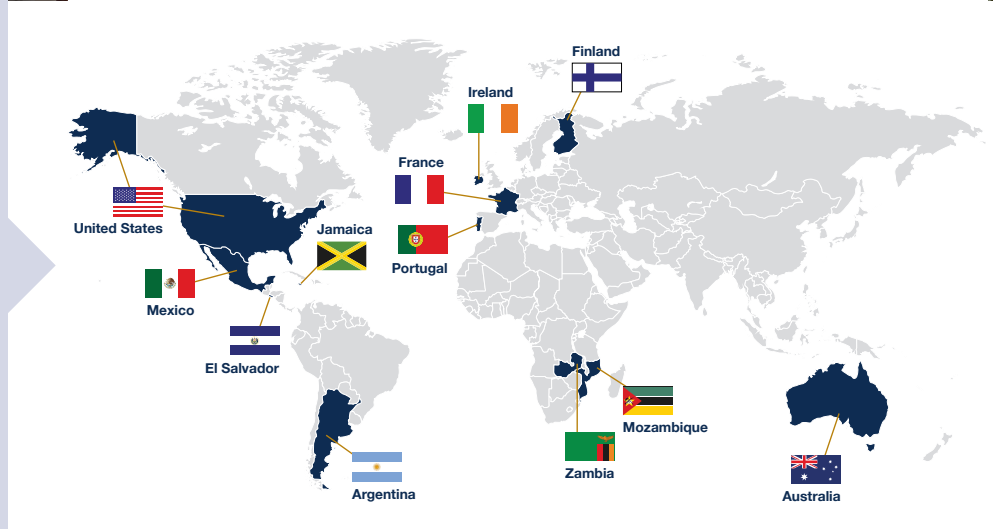 Finland
Ireland
France
United States
Jamaica
Portugal
Mexico
El Salvador
Mozambique
Zambia
Argentina
Australia